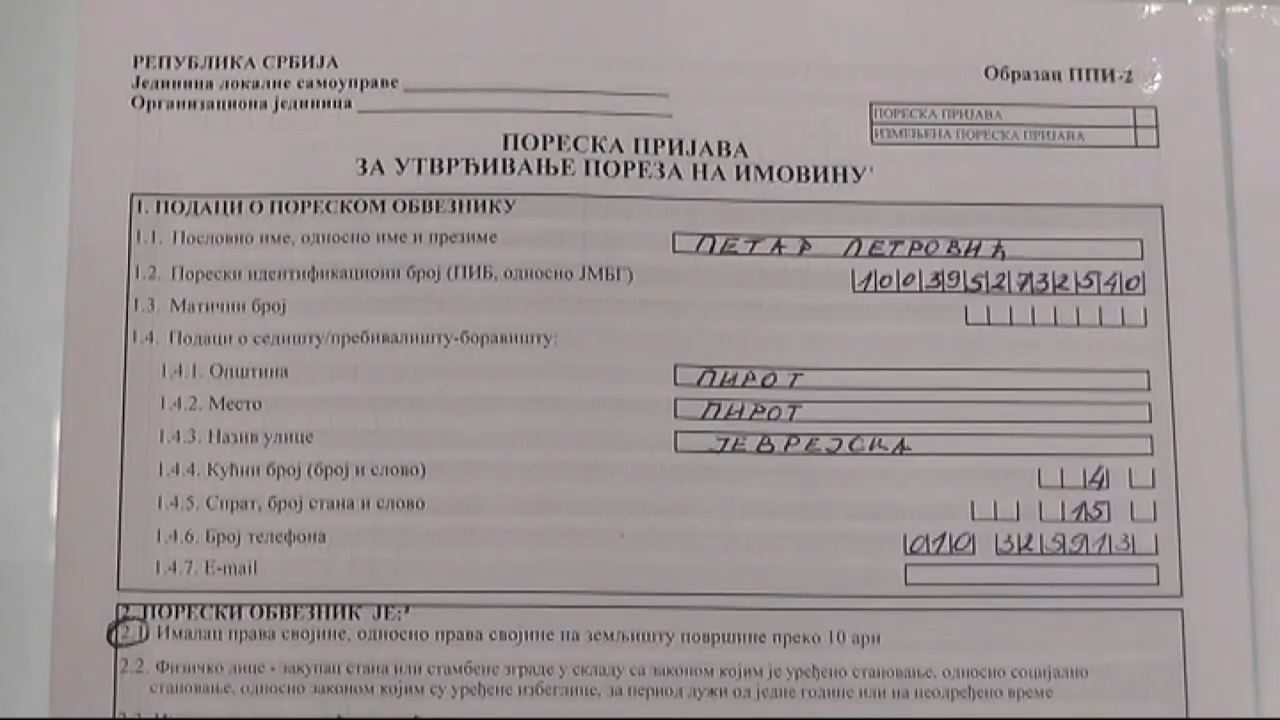 РЕПУБЛИКА СРБИЈА
Јединица локалне самоуправе
Организациона јединица
Образац ППИ-2
ПОРЕСКА ПРИЈАВА
ИЗМЕЊЕНА ПОРЕСКА ПРИЈАВА
ПОРЕСКА ПРИЈАВА
ЗА УТВРЂИВАЊЕ ПОРЕЗА НА ИМОВИНУ
1. ПОДАЦИ О ПОРЕСКОМ ОБВЕЗНИКУ
1.1. Пословно име, односно име и презиме ПЕТАР ПЕТРОВИЋ
1.2. Порески идентификациони број (ПИБ, односно ЈМБГ) 1003952732540
1.3. Матични број
1.4. Подаци о седишту/пребивалишту-боравишту:
1.4.1. Општина ПИРОТ
1.4.2. Место ПИРОТ
1.4.3. Назив улице ЈЕВРЕЈСКА
1.4.4. Кућни број (број и слово) 4
1.4.5. Спрат, број стана и слово 15
1.4.6. Број телефона 010
1.4.7. E-mail
2. ПОРЕСКИ ОБВЕЗНИК ЈЕ:
2.1 Ималац права својине, односно права својине на земљишту површине преко 10 ари
2.2. Физичко лице - закупац стана или стамбене зграде у складу са законом којим је уређено становање, односно социјално
становање, односно законом којим су уређене избеглице, за период дужи од једне године или на неодређено време